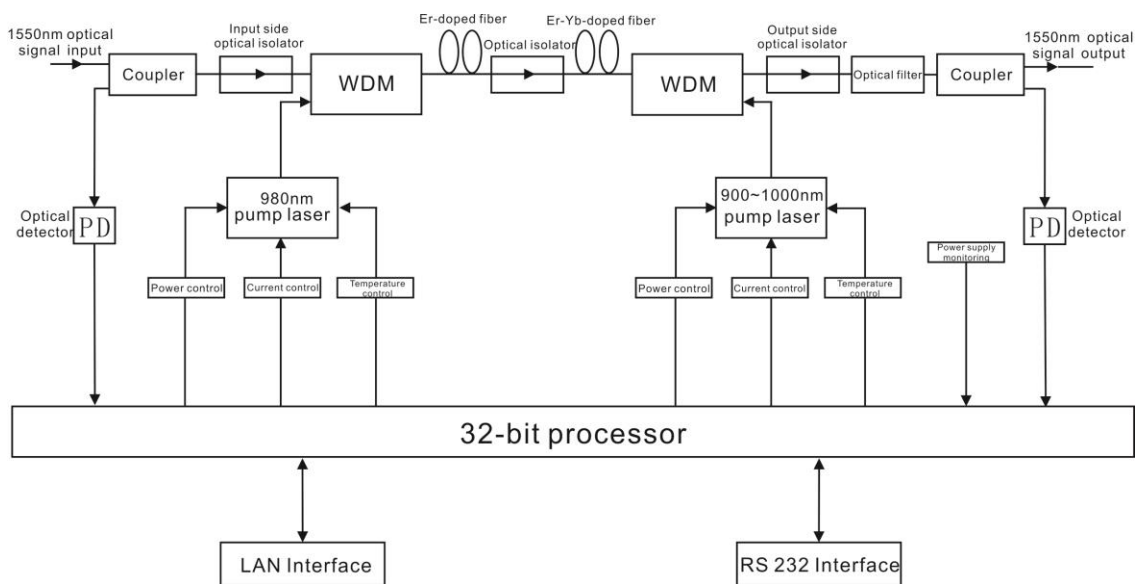 Er-doped fiber
Er-Yb-doped fiber
1550nm optical
signal input
Input side
optical isolator
Optical isolator
Output side
optical isolator
1550nm optical
signal output
Coupler
WDM
WDM
Optical filter
Coupler
980nm
pump laser
900~1000nm
pump laser
Optical
detector
PD
PD
Optical
detector
Power supply
monitoring
Power control
Current control
Temperature
control
Power control
Current control
Temperature
control
32-bit processor
LAN Interface
RS 232 Interface